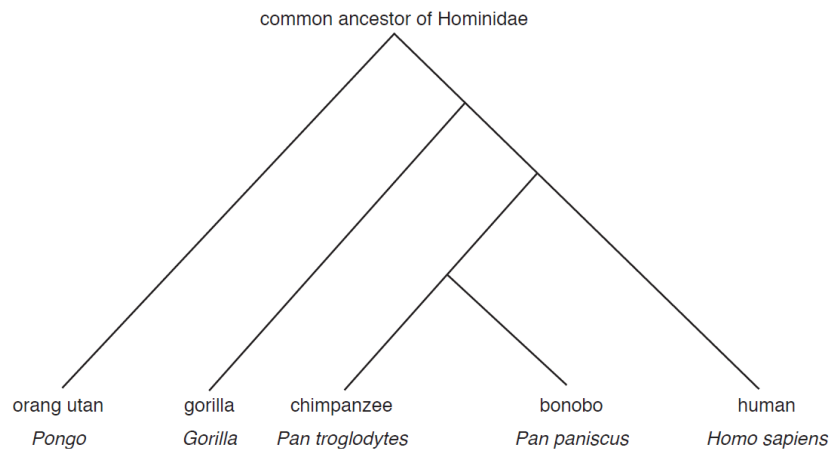 common ancestor of Hominidae
orang utan gorilla chimpanzee bonobo human
Pongo Gorilla Pan troglodytes Pan paniscus Homo sapiens